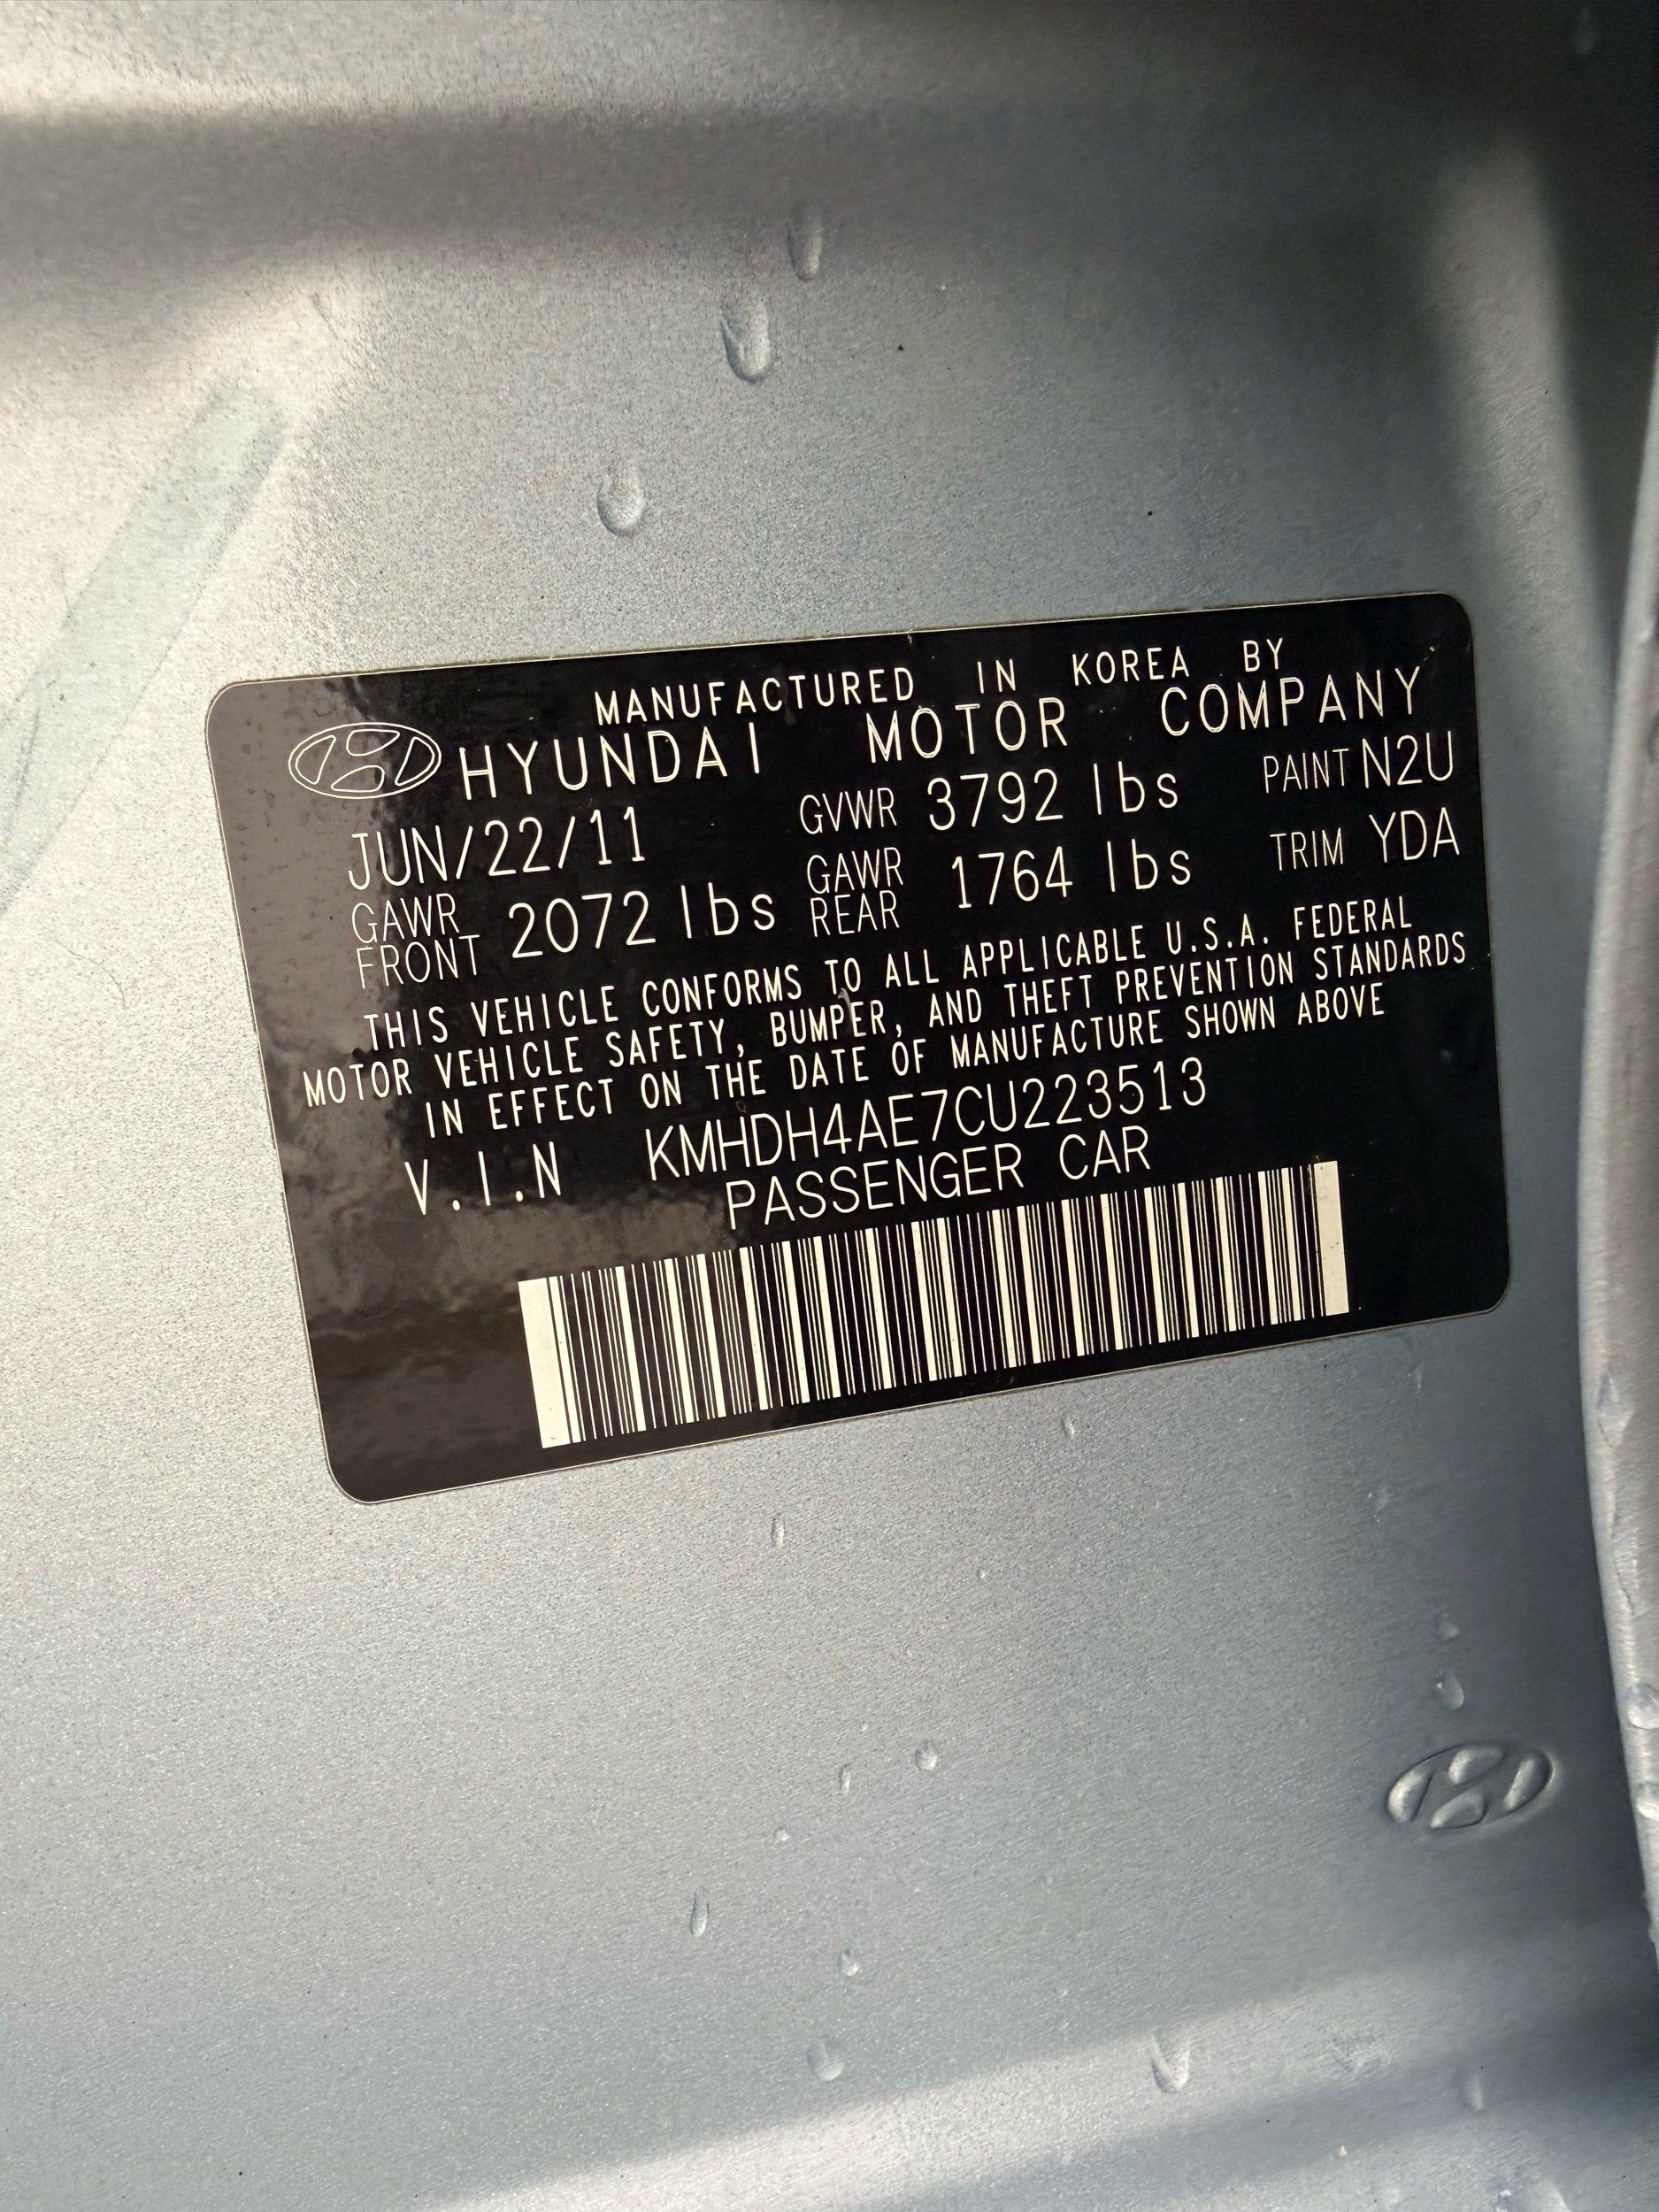 MANUFACTURED IN KOREA BY
HYUNDAI MOTOR COMPANY
JUN/22/11 GVWR 3792 lbs PAINT N2U
GAWR FRONT 2072 lbs GAWR REAR 1764 lbs TRIM YDA
THIS VEHICLE CONFORMS TO ALL APPLICABLE U.S.A. FEDERAL
MOTOR VEHICLE SAFETY, BUMPER, AND THEFT PREVENTION STANDARDS
IN EFFECT ON THE DATE OF MANUFACTURE SHOWN ABOVE
V.I.N KMHDH4AE7CU223513
PASSENGER CAR